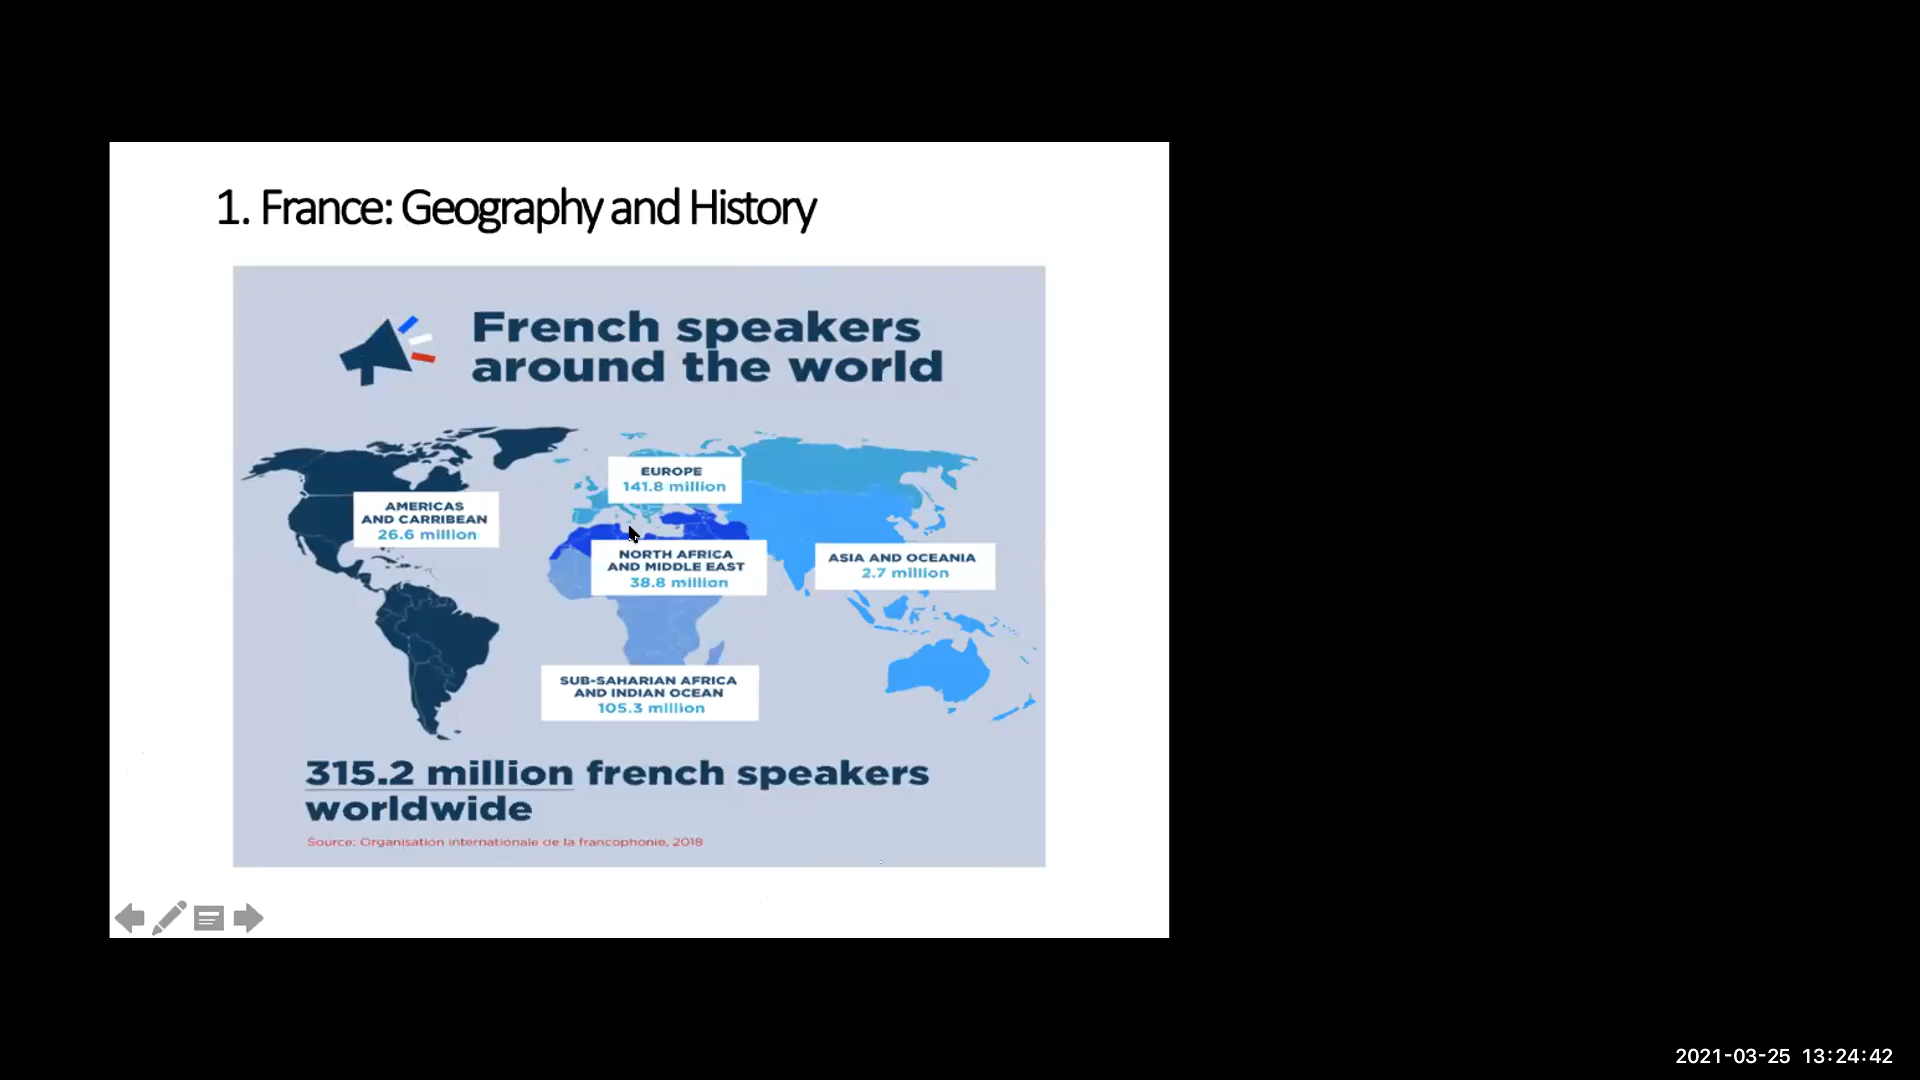 1. France: Geography and History
French speakers
around the world
EUROPE
141.8 million
AMERICAS
AND CARRIBEAN
26.6 million
NORTH AFRICA
AND MIDDLE EAST
38.8 million
ASIA AND OCEANIA
2.7 million
SUB-SAHARIAN AFRICA
AND INDIAN OCEAN
105.3 million
315.2 million french speakers
worldwide
Source: Organisation internationale de la francophonie, 2018
2021-03-25 13:24:42